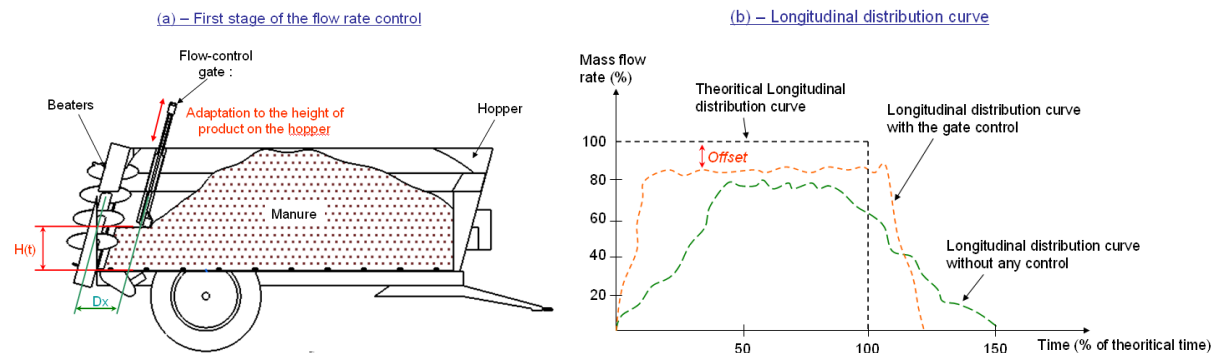 (a) – First stage of the flow rate control
Flow-control
gate :
Beaters
Adaptation to the height of
product on the hopper
Hopper
Manure
H(t)
Dx
(b) – Longitudinal distribution curve
Mass flow
rate (%)
Theoritical Longitudinal
distribution curve
Longitudinal distribution curve
with the gate control
100
Offset
80
60
40
20
Longitudinal distribution curve
without any control
50
100
150
Time (% of theoritical time)